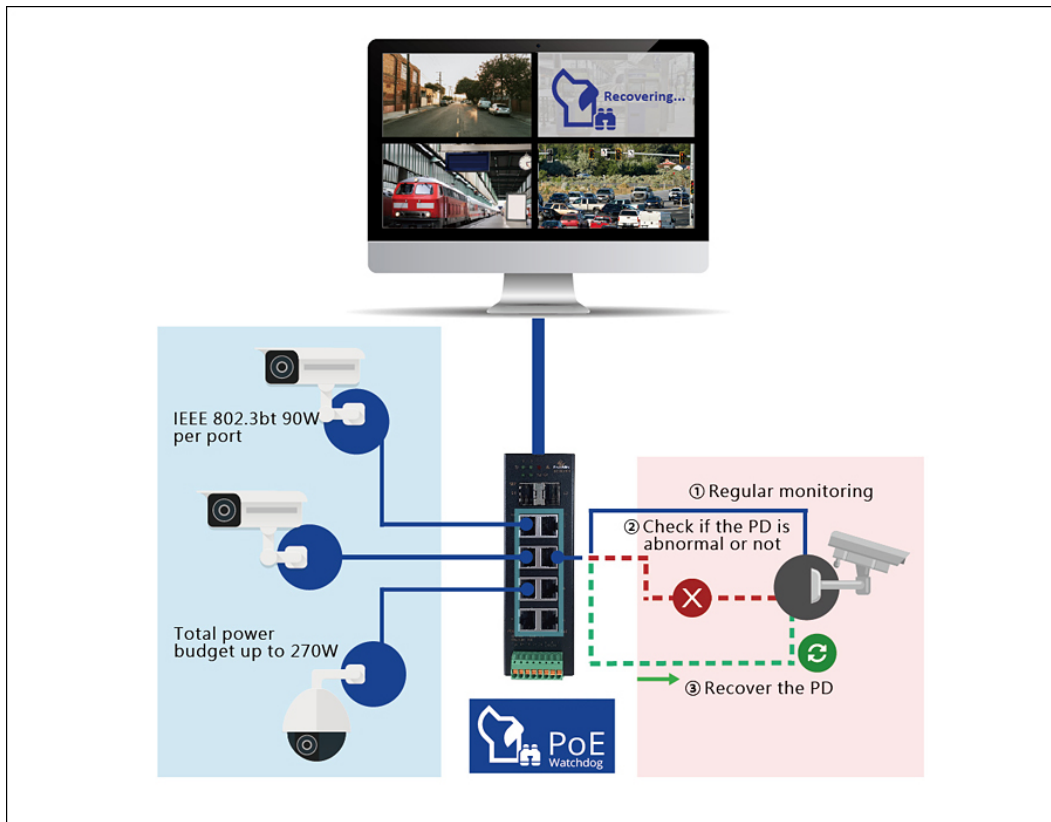 Recovering...
IEEE 802.3bt 90W
per port
① Regular monitoring
② Check if the PD is
abnormal or not
Total power
budget up to 270W
③ Recover the PD
PoE
Watchdog